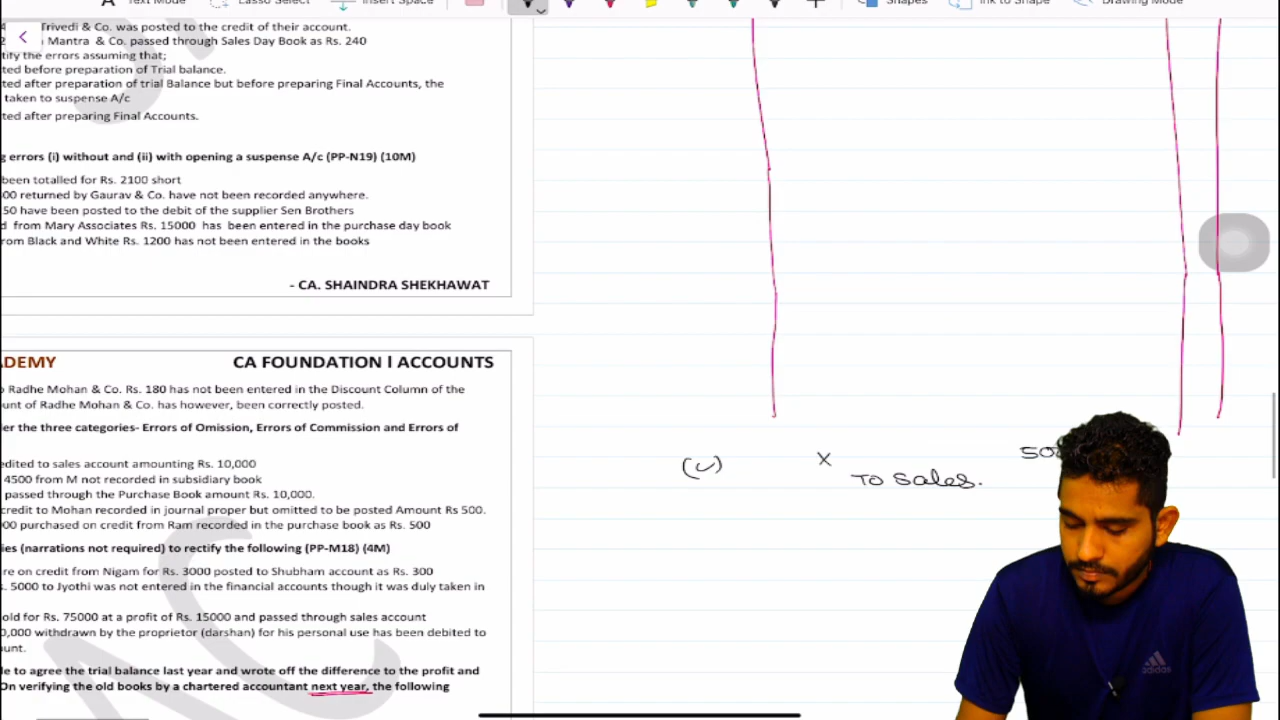 Text Mode Lasso Select Insert Space Shapes Ink to Shape Drawing Mode
Trivedi & Co. was posted to the credit of their account.
Mantra & Co. passed through Sales Day Book as Rs. 240
tify the errors assuming that;
ted before preparation of Trial balance.
ted after preparation of trial Balance but before preparing Final Accounts, the
taken to suspense A/c
ted after preparing Final Accounts.
g errors (i) without and (ii) with opening a suspense A/c (PP-N19) (10M)
been totalled for Rs. 2100 short
00 returned by Gaurav & Co. have not been recorded anywhere.
50 have been posted to the debit of the supplier Sen Brothers
d from Mary Associates Rs. 15000 has been entered in the purchase day book
rom Black and White Rs. 1200 has not been entered in the books
- CA. SHAINDRA SHEKHAWAT
ADEMY CA FOUNDATION l ACCOUNTS
o Radhe Mohan & Co. Rs. 180 has not been entered in the Discount Column of the
unt of Radhe Mohan & Co. has however, been correctly posted.
er the three categories- Errors of Omission, Errors of Commission and Errors of
edited to sales account amounting Rs. 10,000
4500 from M not recorded in subsidiary book
passed through the Purchase Book amount Rs. 10,000.
credit to Mohan recorded in journal proper but omitted to be posted Amount Rs 500.
00 purchased on credit from Ram recorded in the purchase book as Rs. 500
ies (narrations not required) to rectify the following (PP-M18) (4M)
re on credit from Nigam for Rs. 3000 posted to Shubham account as Rs. 300
. 5000 to Jyothi was not entered in the financial accounts though it was duly taken in
old for Rs. 75000 at a profit of Rs. 15000 and passed through sales account
0,000 withdrawn by the proprietor (darshan) for his personal use has been debited to
unt.
le to agree the trial balance last year and wrote off the difference to the profit and
On verifying the old books by a chartered accountant next year, the following
x
To Sales.
adidas